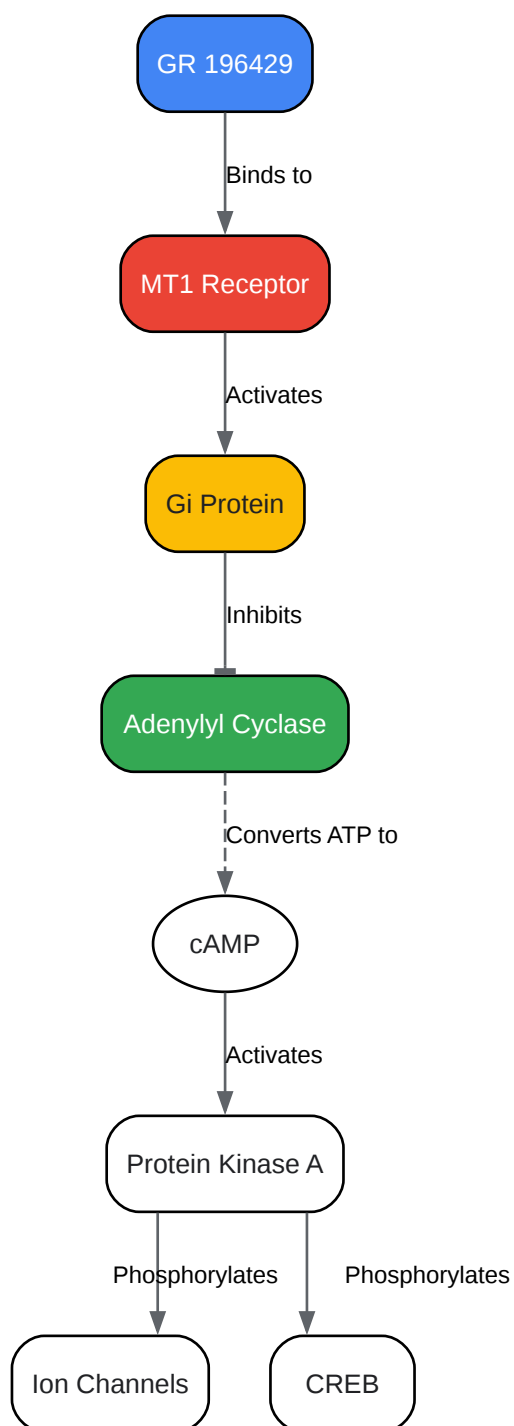 GR 196429
Binds to
MT1 Receptor
Activates
Gi Protein
Inhibits
Adenylyl Cyclase
Converts ATP to
cAMP
Activates
Protein Kinase A
Phosphorylates
Phosphorylates
Ion Channels
CREB